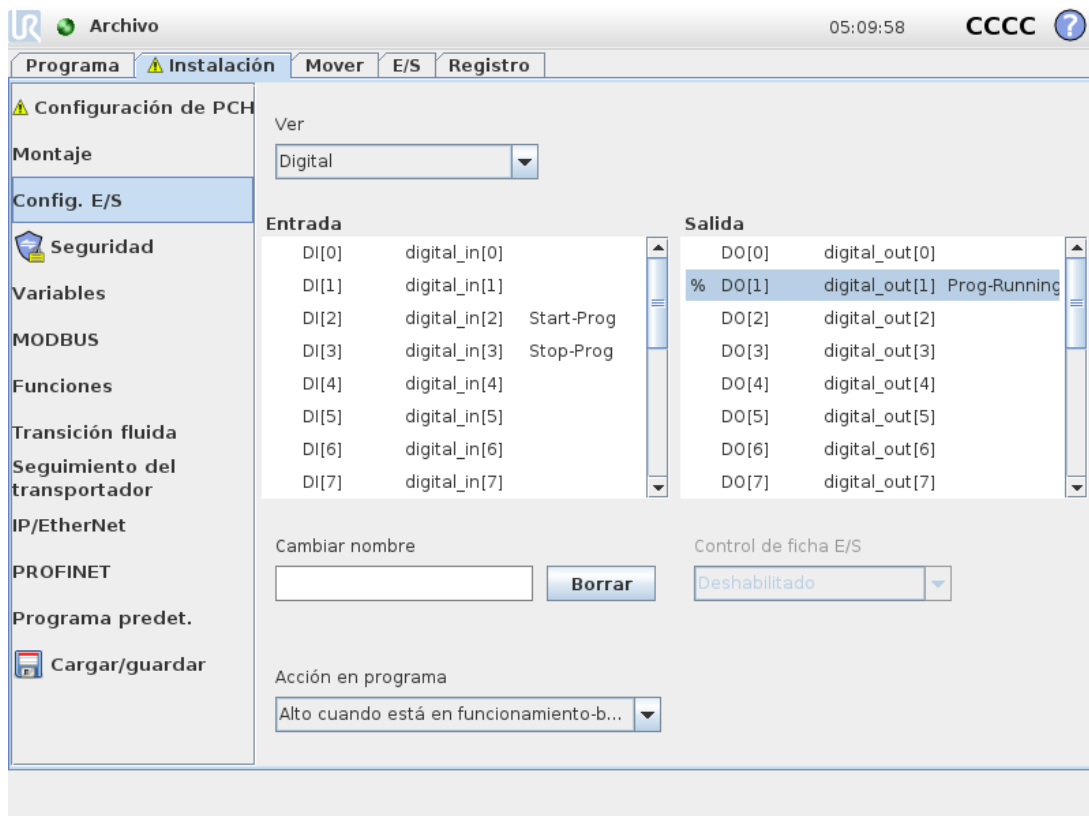 UR Archivo 05:09:58 CCCC ?
Programa Instalación Mover E/S Registro
Configuración de PCH
Montaje
Config. E/S
Seguridad
Variables
MODBUS
Funciones
Transición fluida
Seguimiento del
transportador
IP/EtherNet
PROFINET
Programa predet.
Cargar/guardar
Ver
Digital
Entrada
DI[0] digital_in[0]
DI[1] digital_in[1]
DI[2] digital_in[2] Start-Prog
DI[3] digital_in[3] Stop-Prog
DI[4] digital_in[4]
DI[5] digital_in[5]
DI[6] digital_in[6]
DI[7] digital_in[7]
Salida
DO[0] digital_out[0]
% DO[1] digital_out[1] Prog-Running
DO[2] digital_out[2]
DO[3] digital_out[3]
DO[4] digital_out[4]
DO[5] digital_out[5]
DO[6] digital_out[6]
DO[7] digital_out[7]
Cambiar nombre
Borrar
Control de ficha E/S
Deshabilitado
Acción en programa
Alto cuando está en funcionamiento-b...